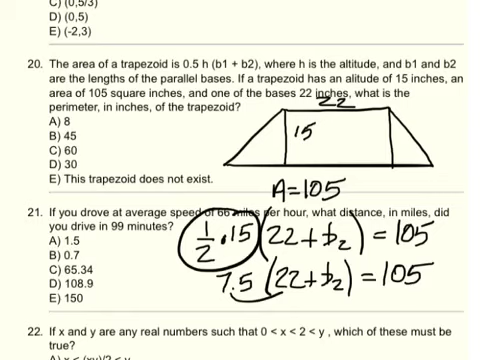 C) (0,5/3)
D) (0,5)
E) (-2,3)
20. The area of a trapezoid is 0.5 h (b1 + b2), where h is the altitude, and b1 and b2
are the lengths of the parallel bases. If a trapezoid has an alitude of 15 inches, an
area of 105 square inches, and one of the bases 22 inches, what is the
perimeter, in inches, of the trapezoid?
22
A) 8
B) 45
C) 60
D) 30
E) This trapezoid does not exist.
15
A=105
21. If you drove at average speed of 66 miles per hour, what distance, in miles, did
you drive in 99 minutes?
A) 1.5
B) 0.7
C) 65.34
D) 108.9
E) 150
1/2 · 15 (22+b2) = 105
7.5 (22+b2) = 105
22. If x and y are any real numbers such that 0 < x < 2 < y, which of these must be
true?